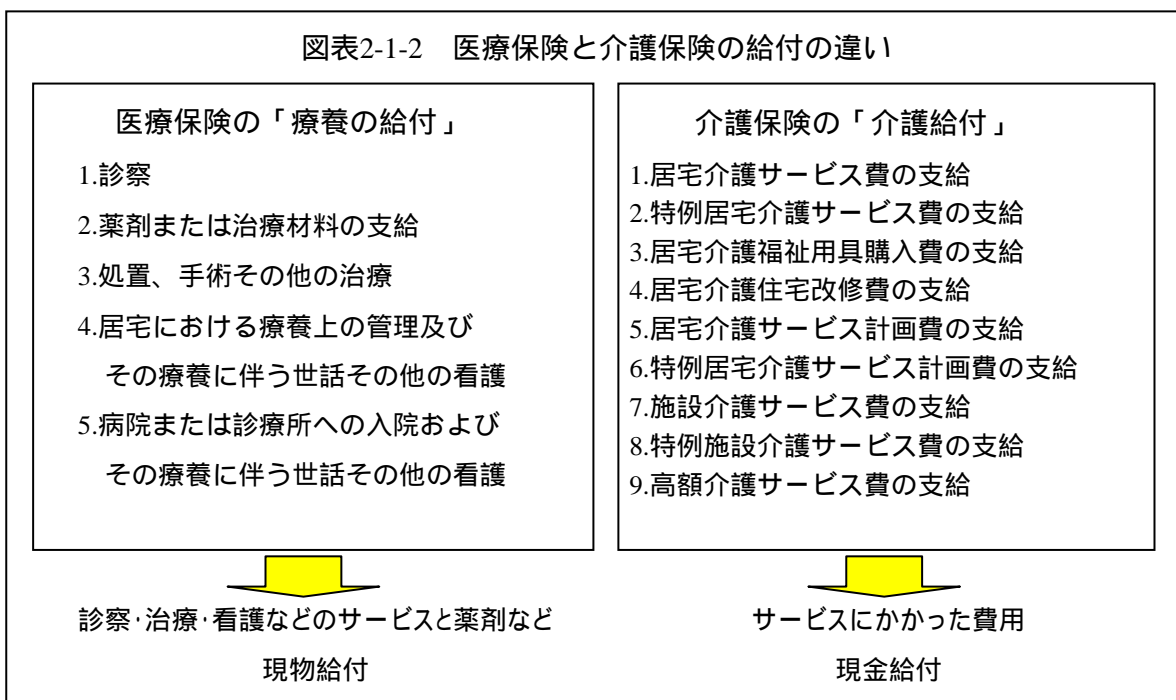 図表2-1-2　医療保険と介護保険の給付の違い
医療保険の「療養の給付」
1.診察
2.薬剤または治療材料の支給
3.処置、手術その他の治療
4.居宅における療養上の管理及び
その療養に伴う世話その他の看護
5.病院または診療所への入院および
その療養に伴う世話その他の看護
診察･治療･看護などのサービスと薬剤など
現物給付
介護保険の「介護給付」
1.居宅介護サービス費の支給
2.特例居宅介護サービス費の支給
3.居宅介護福祉用具購入費の支給
4.居宅介護住宅改修費の支給
5.居宅介護サービス計画費の支給
6.特例居宅介護サービス計画費の支給
7.施設介護サービス費の支給
8.特例施設介護サービス費の支給
9.高額介護サービス費の支給
サービスにかかった費用
現金給付